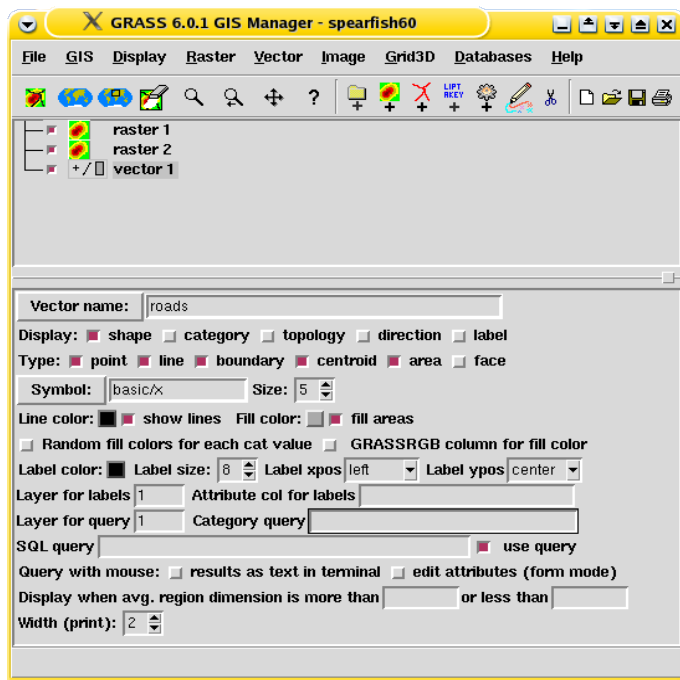 GRASS 6.0.1 GIS Manager - spearfish60
File GIS Display Raster Vector Image Grid3D Databases Help
?
raster 1
raster 2
vector 1
Vector name: roads
Display: shape category topology direction label
Type: point line boundary centroid area face
Symbol: basic/x Size: 5
Line color: show lines Fill color: fill areas
Random fill colors for each cat value GRASSRGB column for fill color
Label color: Label size: 8 Label xpos left Label ypos center
Layer for labels 1 Attribute col for labels
Layer for query 1 Category query
SQL query use query
Query with mouse: results as text in terminal edit attributes (form mode)
Display when avg. region dimension is more than or less than
Width (print): 2